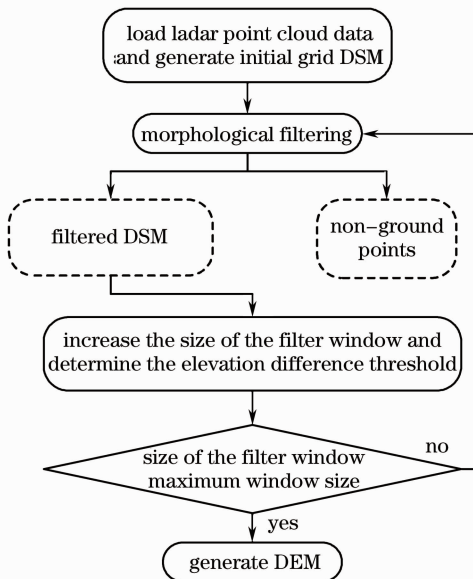 load ladar point cloud data
and generate initial grid DSM
morphological filtering
filtered DSM
non-ground
points
increase the size of the filter window and
determine the elevation difference threshold
size of the filter window
maximum window size
no
yes
generate DEM